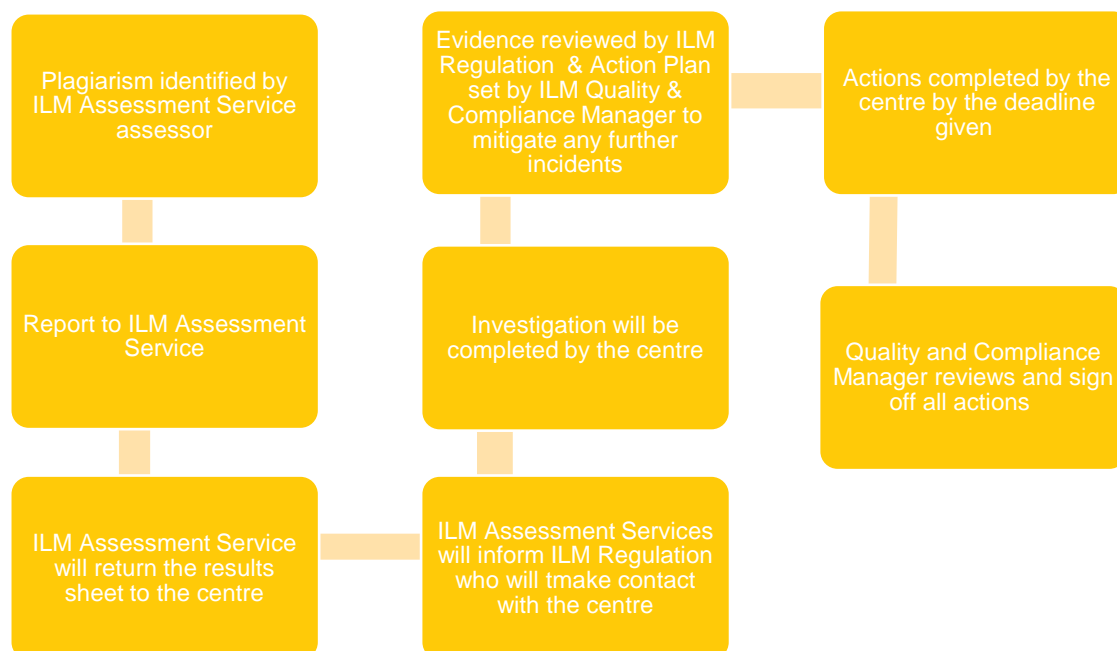 Plagiarism identified by
ILM Assessment Service
assessor
Report to ILM Assessment
Service
ILM Assessment Service
will return the results
sheet to the centre
ILM Assessment Services
will inform ILM Regulation
who will tmake contact
with the centre
Investigation will be
completed by the centre
Evidence reviewed by ILM
Regulation & Action Plan
set by ILM Quality &
Compliance Manager to
mitigate any further
incidents
Actions completed by the
centre by the deadline
given
Quality and Compliance
Manager reviews and sign
off all actions